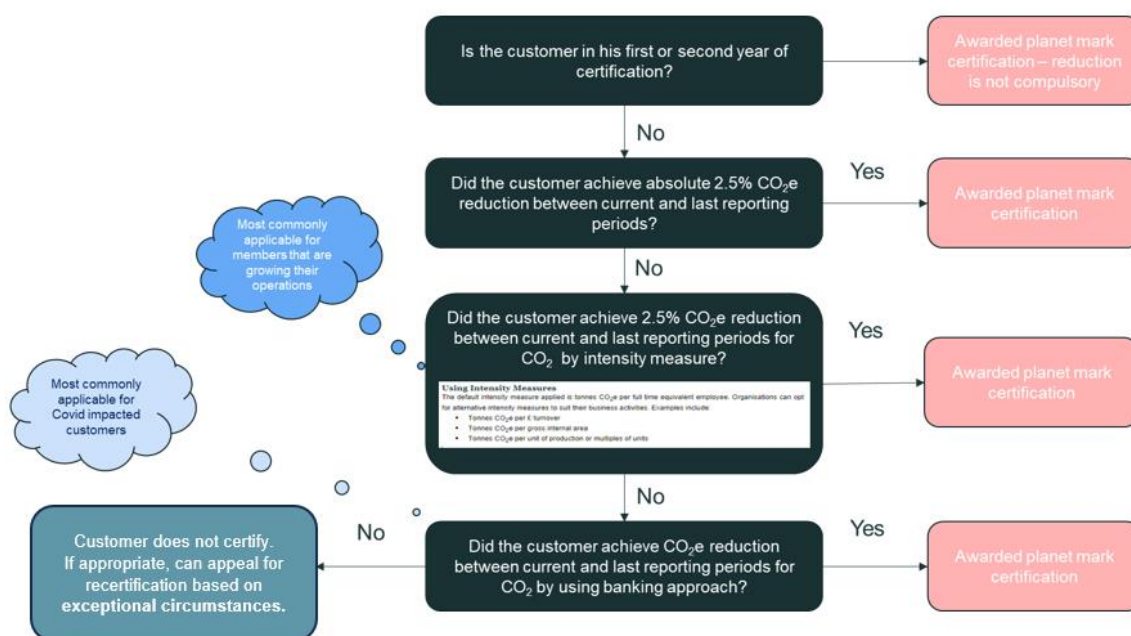 Is the customer in his first or second year of
certification?
Awarded planet mark
certification – reduction
is not compulsory
No
Did the customer achieve absolute 2.5% CO₂e
reduction between current and last reporting
periods?
Yes
Awarded planet mark
certification
Most commonly
applicable for
members that are
growing their
operations
No
Did the customer achieve 2.5% CO₂e reduction
between current and last reporting periods for
CO₂ by intensity measure?
Using Intensity Measures
The default intensity measure applied is tonnes CO₂e per full time equivalent employee. Organisations can opt
for alternative intensity measures to suit their business activities. Examples include:
• Tonnes CO₂e per £ turnover
• Tonnes CO₂e per gross internal area
• Tonnes CO₂e per unit of production or multiples of units
Yes
Awarded planet mark
certification
Most commonly
applicable for
Covid impacted
customers
No
Did the customer achieve CO₂e reduction
between current and last reporting periods for
CO₂ by using banking approach?
Yes
Awarded planet mark
certification
No
Customer does not certify.
If appropriate, can appeal for
recertification based on
exceptional circumstances.